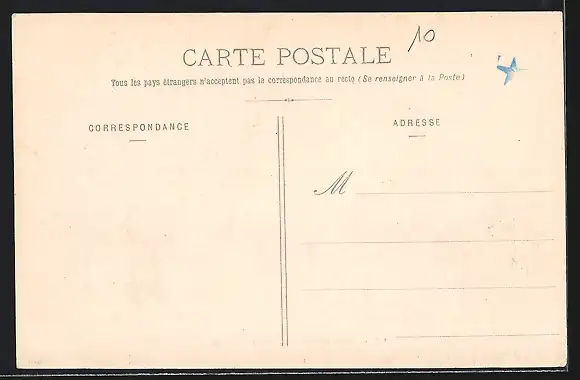 10
CARTE POSTALE
Tous les pays étrangers n'acceptent pas la correspondance au recto (Se renseigner à la Poste)
CORRESPONDANCE
ADRESSE
M